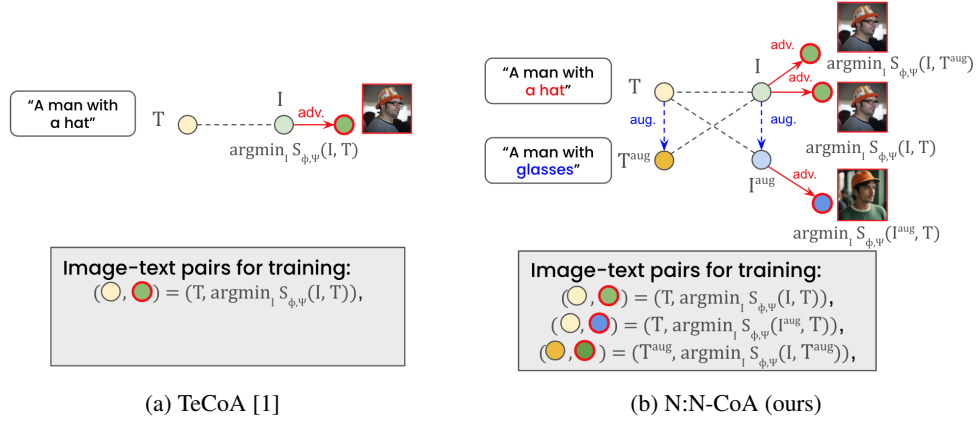 “A man with
a hat”
T
I
adv.
argmin_I S_ϕ,Ψ(I, T)
Image-text pairs for training:
( , ) = (T, argmin_I S_ϕ,Ψ(I, T)),
(a) TeCoA [1]
“A man with
a hat”
T
I
adv.
argmin_I S_ϕ,Ψ(I, T^aug)
adv.
argmin_I S_ϕ,Ψ(I, T)
aug.
aug.
“A man with
glasses”
T^aug
I^aug
adv.
argmin_I S_ϕ,Ψ(I^aug, T)
Image-text pairs for training:
( , ) = (T, argmin_I S_ϕ,Ψ(I, T)),
( , ) = (T, argmin_I S_ϕ,Ψ(I^aug, T)),
( , ) = (T^aug, argmin_I S_ϕ,Ψ(I, T^aug)),
(b) N:N-CoA (ours)